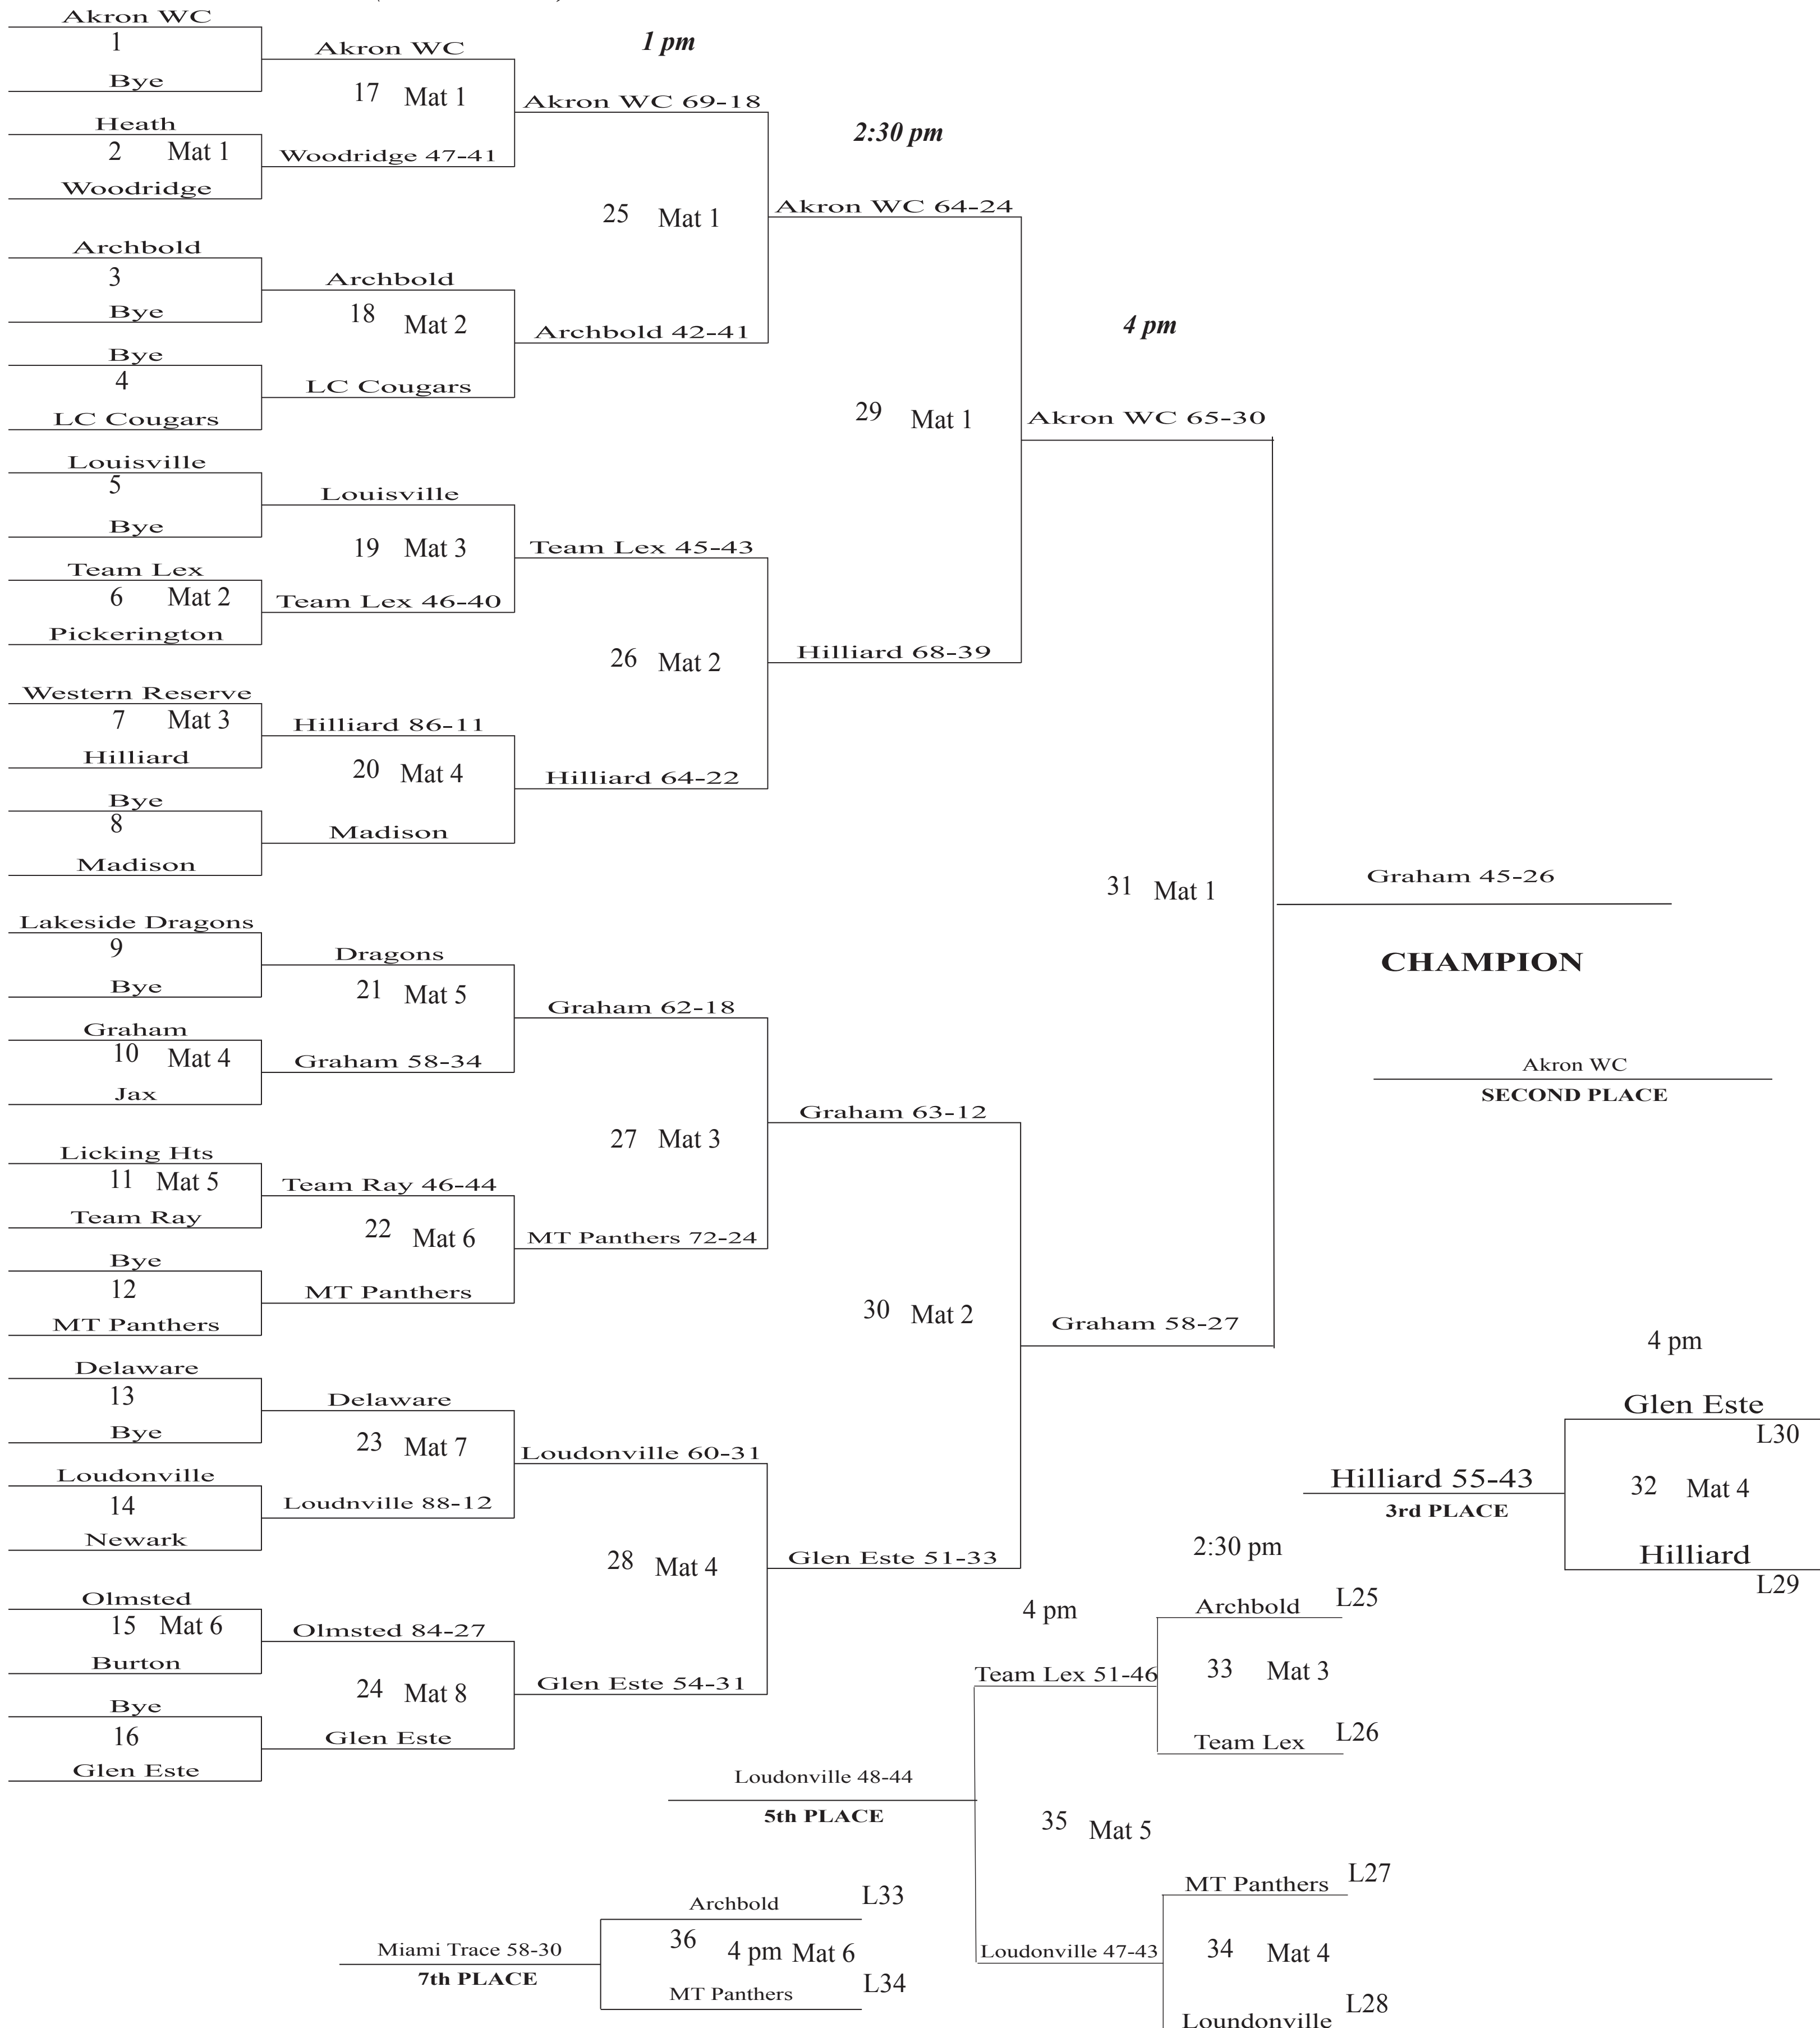 Akron WC
1
Bye
Heath
2 Mat 1
Woodridge
Archbold
3
Bye
Bye
4
LC Cougars
Louisville
5
Bye
Team Lex
6 Mat 2
Pickerington
Western Reserve
7 Mat 3
Hilliard
Bye
8
Madison
Lakeside Dragons
9
Bye
Graham
10 Mat 4
Jax
Licking Hts
11 Mat 5
Team Ray
Bye
12
MT Panthers
Delaware
13
Bye
Loudonville
14
Newark
Olmsted
15 Mat 6
Burton
Bye
16
Glen Este
Akron WC
17 Mat 1
Woodridge 47-41
Archbold
18 Mat 2
LC Cougars
Louisville
19 Mat 3
Team Lex 46-40
Hilliard 86-11
20 Mat 4
Madison
Dragons
21 Mat 5
Graham 58-34
Team Ray 46-44
22 Mat 6
MT Panthers
Delaware
23 Mat 7
Loudnville 88-12
Olmsted 84-27
24 Mat 8
Glen Este
1 pm
Akron WC 69-18
25 Mat 1
Archbold 42-41
Team Lex 45-43
26 Mat 2
Hilliard 64-22
Graham 62-18
27 Mat 3
MT Panthers 72-24
Loudonville 60-31
28 Mat 4
Glen Este 54-31
2:30 pm
Akron WC 64-24
29 Mat 1
Hilliard 68-39
Graham 63-12
30 Mat 2
Glen Este 51-33
4 pm
Akron WC 65-30
31 Mat 1
Graham 58-27
Graham 45-26
CHAMPION
Akron WC
SECOND PLACE
4 pm
Glen Este
L30
Hilliard 55-43
32 Mat 4
3rd PLACE
Hilliard
L29
2:30 pm
4 pm
Archbold L25
Team Lex 51-46
33 Mat 3
Team Lex L26
Loudonville 48-44
5th PLACE
35 Mat 5
MT Panthers L27
Loudonville 47-43
34 Mat 4
Loundonville L28
Archbold L33
Miami Trace 58-30
36 4 pm Mat 6
7th PLACE
MT Panthers L34